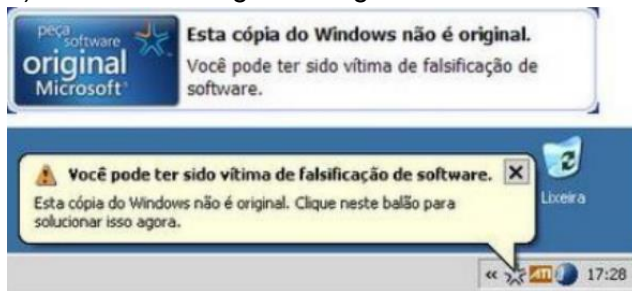 peça
software
original
Microsoft
Esta cópia do Windows não é original.
Você pode ter sido vítima de falsificação de
software.
Você pode ter sido vítima de falsificação de software.
Esta cópia do Windows não é original. Clique neste balão para
solucionar isso agora.
Lixeira
« ATI 17:28